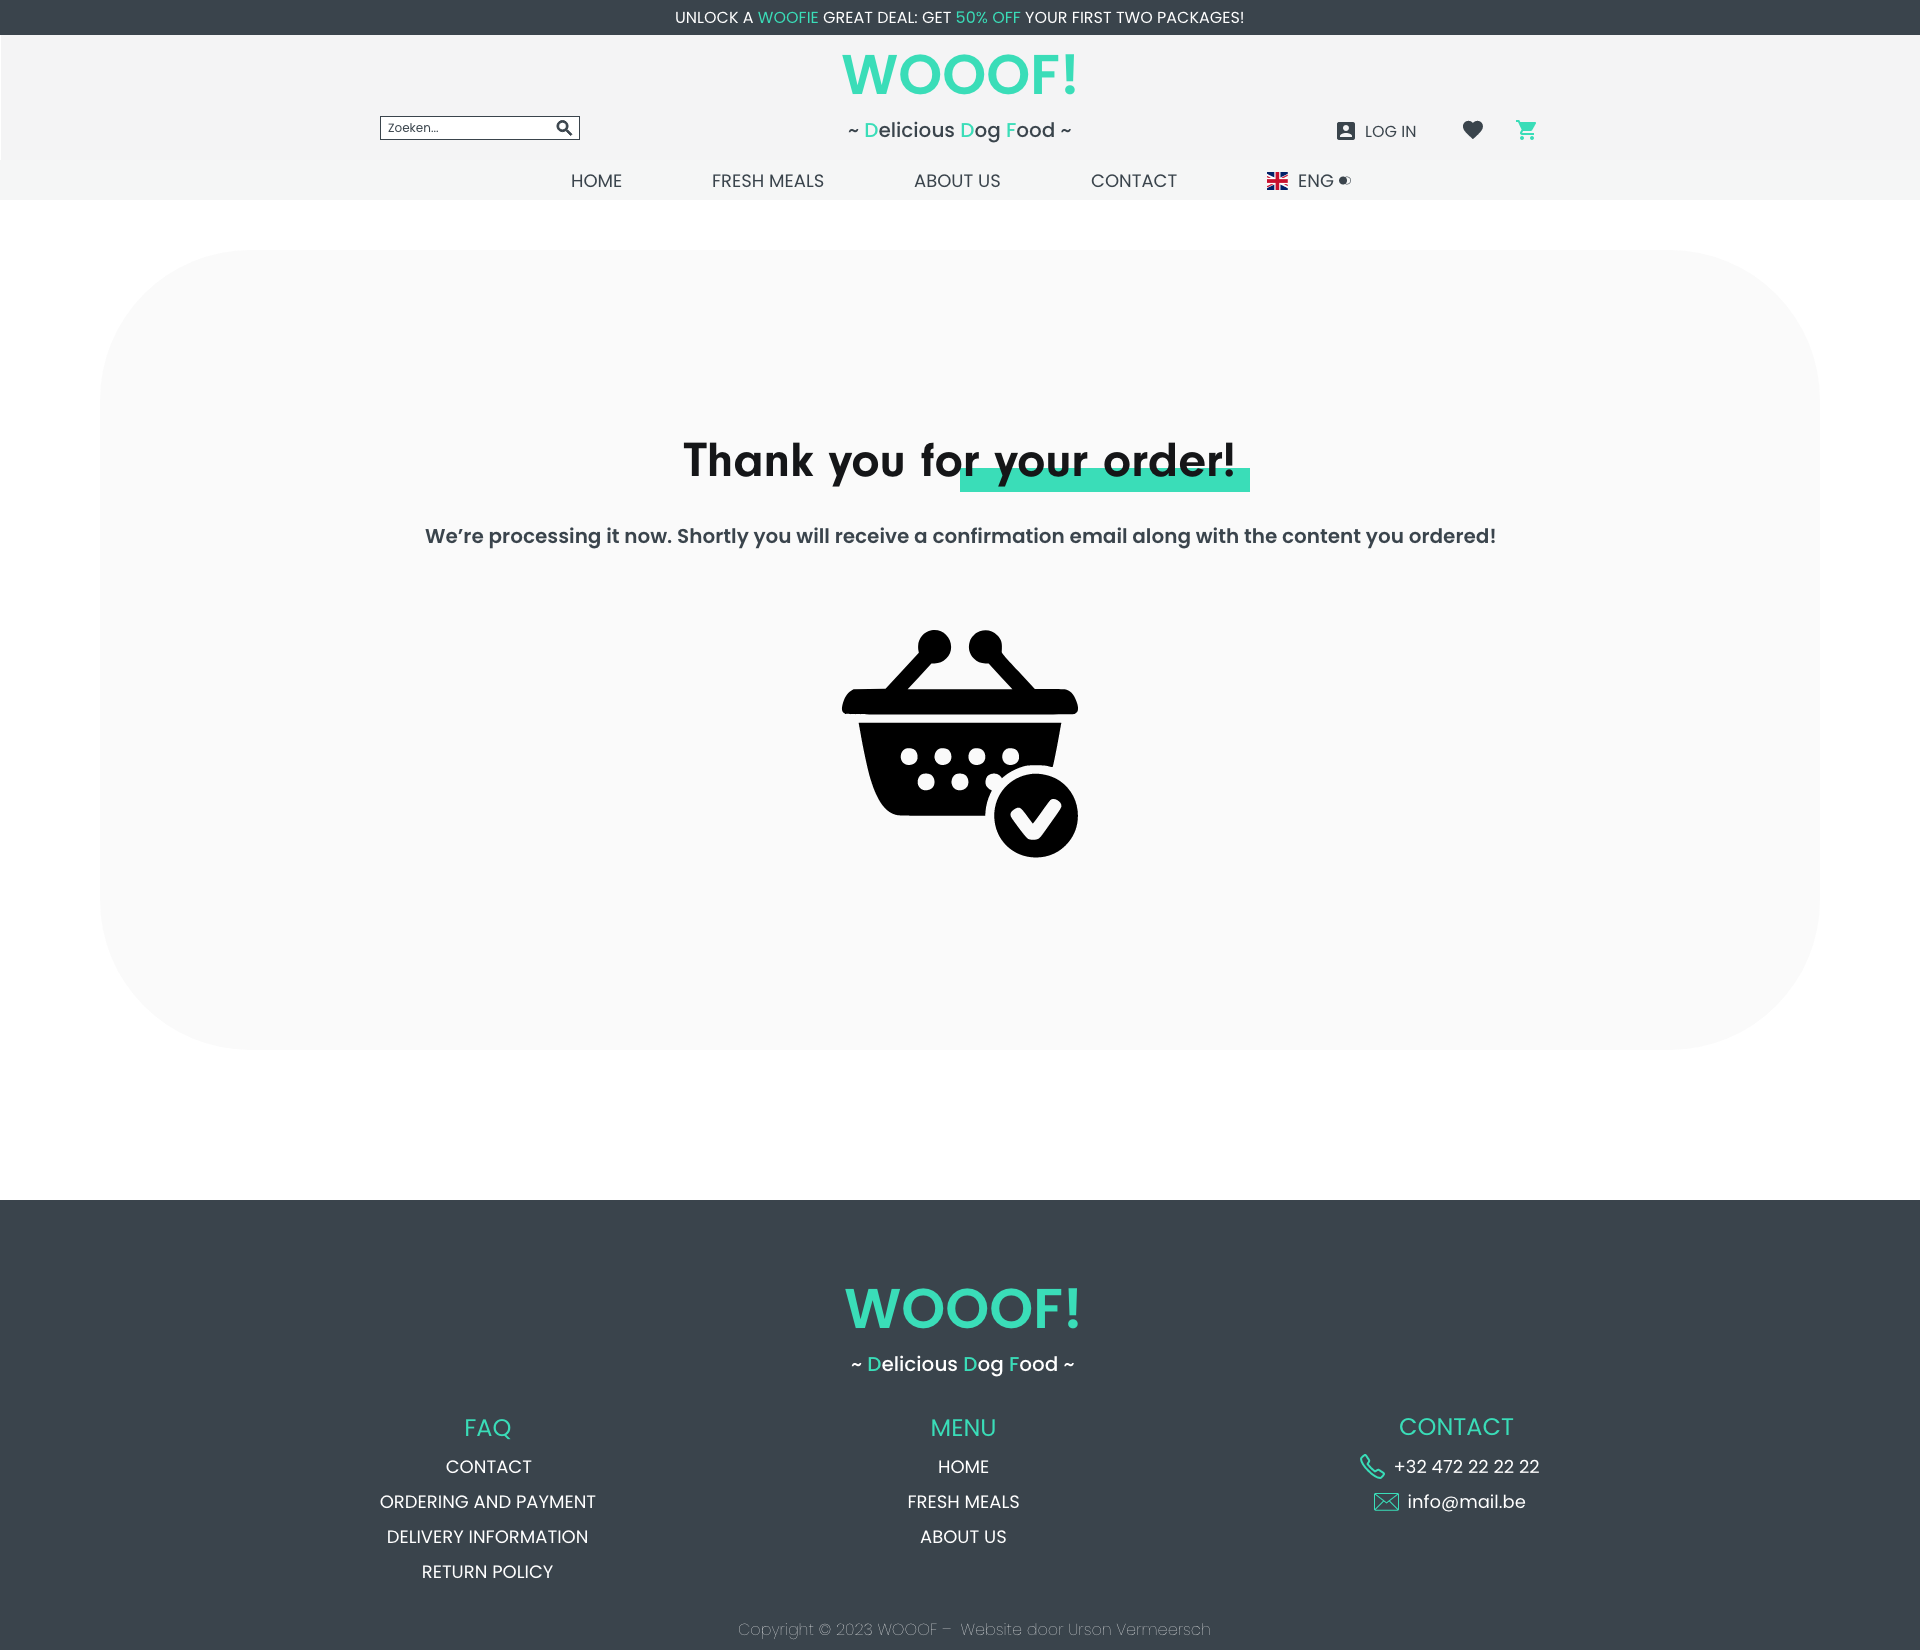 UNLOCK A WOOFIE GREAT DEAL: GET 50% OFF YOUR FIRST TWO PACKAGES!
WOOOF!
Zoeken...
~ Delicious Dog Food ~
LOG IN
HOME
FRESH MEALS
ABOUT US
CONTACT
ENG
Thank you for your order!
We’re processing it now. Shortly you will receive a confirmation email along with the content you ordered!
WOOOF!
~ Delicious Dog Food ~
FAQ
CONTACT
ORDERING AND PAYMENT
DELIVERY INFORMATION
RETURN POLICY
MENU
HOME
FRESH MEALS
ABOUT US
CONTACT
+32 472 22 22 22
info@mail.be
Copyright © 2023 WOOOF – Website door Urson Vermeersch